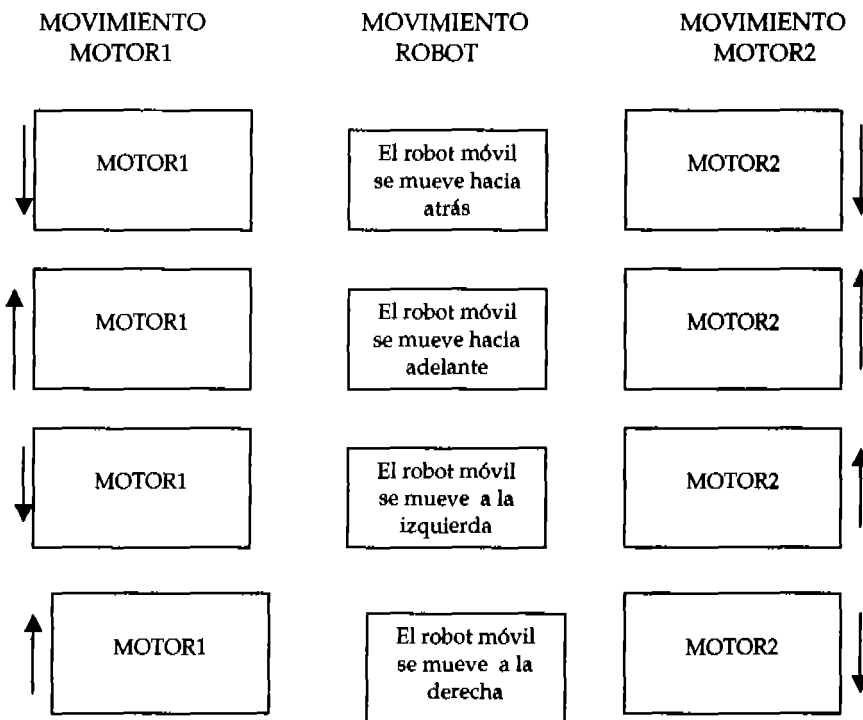 MOVIMIENTO
MOTOR1
MOVIMIENTO
ROBOT
MOVIMIENTO
MOTOR2
MOTOR1
El robot móvil
se mueve hacia
atrás
MOTOR2
MOTOR1
El robot móvil
se mueve hacia
adelante
MOTOR2
MOTOR1
El robot móvil
se mueve a la
izquierda
MOTOR2
MOTOR1
El robot móvil
se mueve a la
derecha
MOTOR2